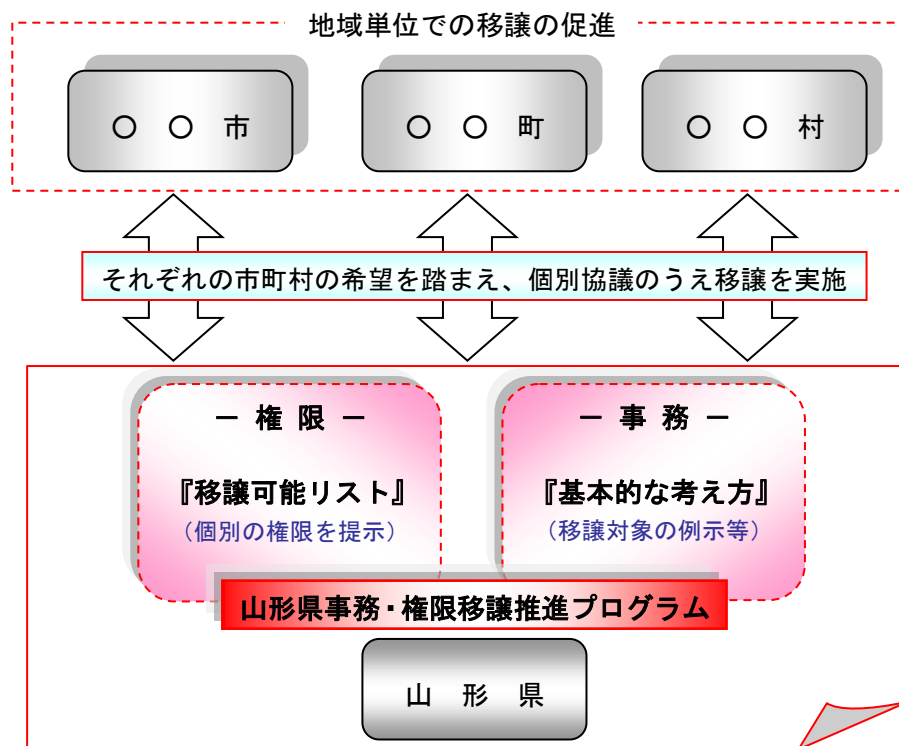 地域単位での移譲の促進
○ ○ 市
○ ○ 町
○ ○ 村
それぞれの市町村の希望を踏まえ、個別協議のうえ移譲を実施
－ 権 限 －
『移譲可能リスト』
（個別の権限を提示）
－ 事 務 －
『基本的な考え方』
（移譲対象の例示等）
山形県事務・権限移譲推進プログラム
山 形 県